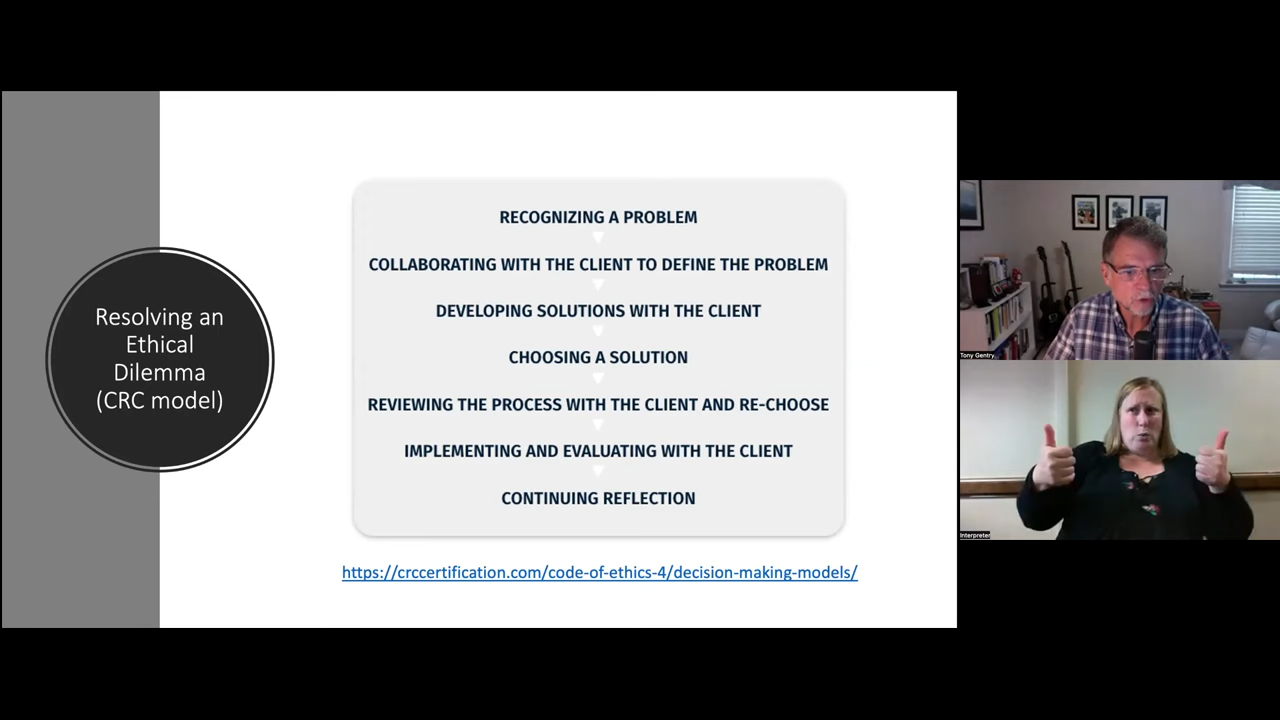 Resolving an
Ethical
Dilemma
(CRC model)
RECOGNIZING A PROBLEM
COLLABORATING WITH THE CLIENT TO DEFINE THE PROBLEM
DEVELOPING SOLUTIONS WITH THE CLIENT
CHOOSING A SOLUTION
REVIEWING THE PROCESS WITH THE CLIENT AND RE-CHOOSE
IMPLEMENTING AND EVALUATING WITH THE CLIENT
CONTINUING REFLECTION
https://crccertification.com/code-of-ethics-4/decision-making-models/
Tony Gentry
Interpreter